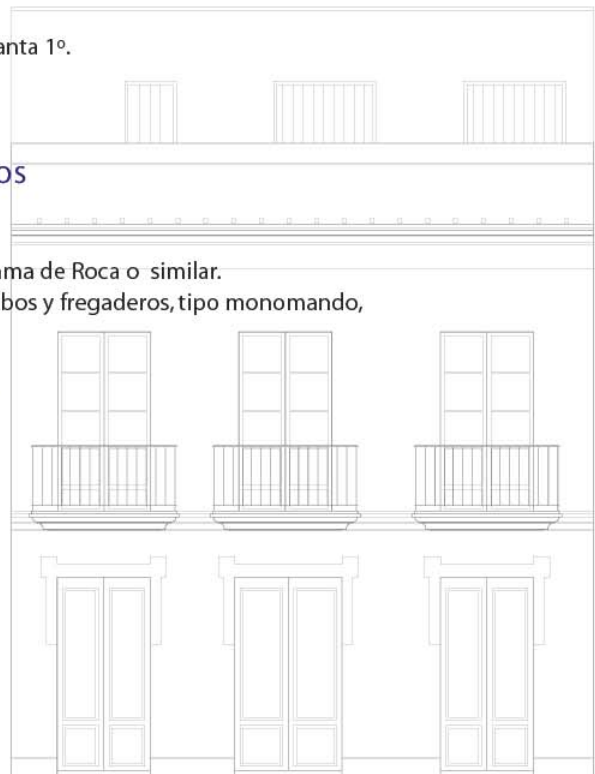 anta 1º.
OS
ama de Roca o similar.
bos y fregaderos, tipo monomando,